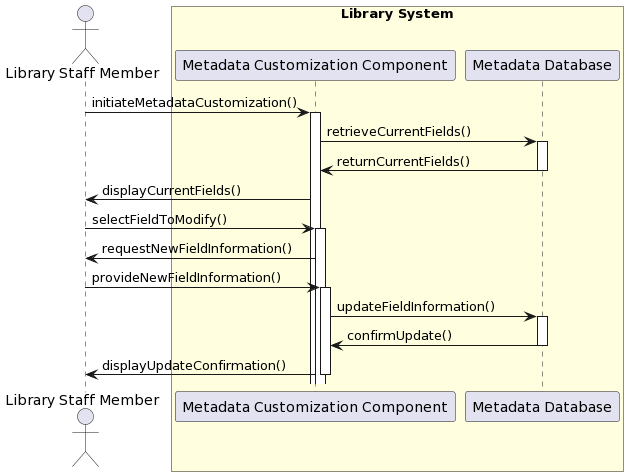 Library System
Library Staff Member
Metadata Customization Component
Metadata Database
initiateMetadataCustomization()
retrieveCurrentFields()
returnCurrentFields()
displayCurrentFields()
selectFieldToModify()
requestNewFieldInformation()
provideNewFieldInformation()
updateFieldInformation()
confirmUpdate()
displayUpdateConfirmation()
Library Staff Member
Metadata Customization Component
Metadata Database